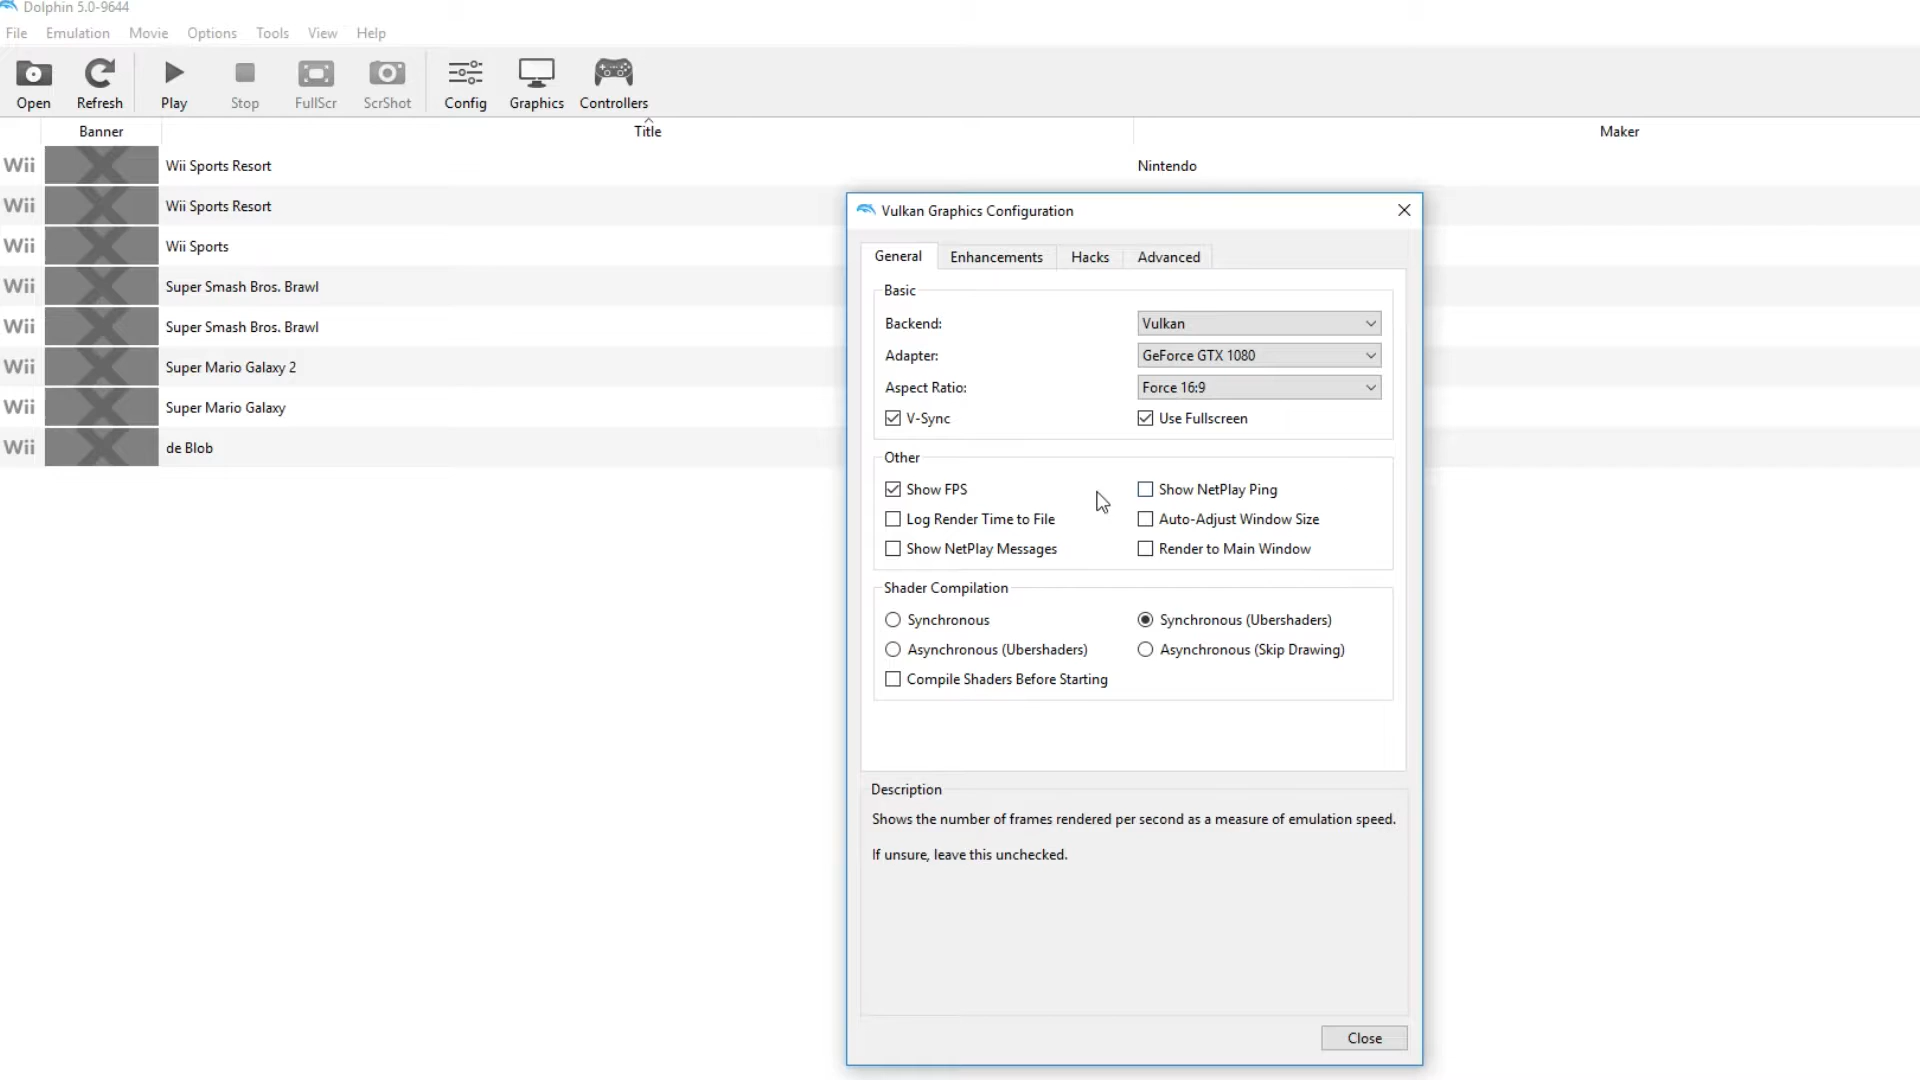 Dolphin 5.0-9644
File Emulation Movie Options Tools View Help
Open Refresh Play Stop FullScr ScrShot Config Graphics Controllers
Banner Title Maker
Wii Wii Sports Resort Nintendo
Wii Wii Sports Resort
Wii Wii Sports
Wii Super Smash Bros. Brawl
Wii Super Smash Bros. Brawl
Wii Super Mario Galaxy 2
Wii Super Mario Galaxy
Wii de Blob
Vulkan Graphics Configuration
General Enhancements Hacks Advanced
Basic
Backend: Vulkan
Adapter: GeForce GTX 1080
Aspect Ratio: Force 16:9
V-Sync Use Fullscreen
Other
Show FPS Show NetPlay Ping
Log Render Time to File Auto-Adjust Window Size
Show NetPlay Messages Render to Main Window
Shader Compilation
Synchronous Synchronous (Ubershaders)
Asynchronous (Ubershaders) Asynchronous (Skip Drawing)
Compile Shaders Before Starting
Description
Shows the number of frames rendered per second as a measure of emulation speed.
If unsure, leave this unchecked.
Close